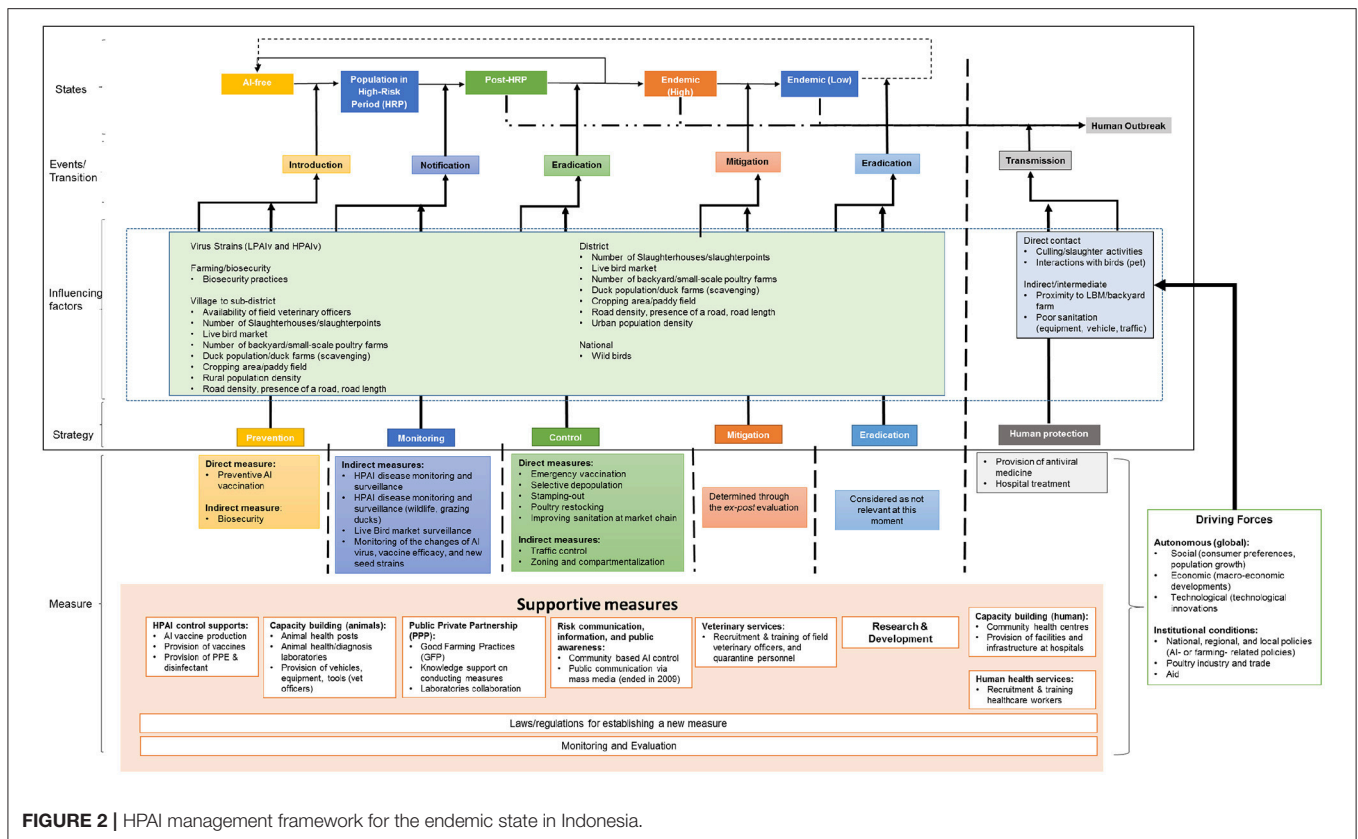 States
AI-free
Population in
High-Risk
Period (HRP)
Post-HRP
Endemic
(High)
Endemic (Low)
Human Outbreak
Events/
Transition
Introduction
Notification
Eradication
Mitigation
Eradication
Transmission
Influencing
factors
Virus Strains (LPAIv and HPAIv)
Farming/biosecurity
• Biosecurity practices
Village to sub-district
• Availability of field veterinary officers
• Number of Slaughterhouses/slaughterpoints
• Live bird market
• Number of backyard/small-scale poultry farms
• Duck population/duck farms (scavenging)
• Cropping area/paddy field
• Rural population density
• Road density, presence of a road, road length
District
• Number of Slaughterhouses/slaughterpoints
• Live bird market
• Number of backyard/small-scale poultry farms
• Duck population/duck farms (scavenging)
• Cropping area/paddy field
• Road density, presence of a road, road length
• Urban population density
National
• Wild birds
Direct contact
• Culling/slaughter activities
• Interactions with birds (pet)
Indirect/intermediate
• Proximity to LBM/backyard
farm
• Poor sanitation
(equipment, vehicle, traffic)
Strategy
Prevention
Monitoring
Control
Mitigation
Eradication
Human protection
Measure
Direct measure:
• Preventive AI
vaccination
Indirect measure:
• Biosecurity
Indirect measures:
• HPAI disease monitoring and
surveillance
• HPAI disease monitoring and
surveillance (wildlife, grazing
ducks)
• Live Bird market surveillance
• Monitoring of the changes of AI
virus, vaccine efficacy, and new
seed strains
Direct measures:
• Emergency vaccination
• Selective depopulation
• Stamping-out
• Poultry restocking
• Improving sanitation at market chain
Indirect measures:
• Traffic control
• Zoning and compartmentalization
Determined through
the ex-post evaluation
Considered as not
relevant at this
moment
• Provision of antiviral
medicine
• Hospital treatment
Driving Forces
Autonomous (global):
• Social (consumer preferences,
population growth)
• Economic (macro-economic
developments)
• Technological (technological
innovations
Institutional conditions:
• National, regional, and local policies
(AI- or farming- related policies)
• Poultry industry and trade
• Aid
Supportive measures
HPAI control supports:
• AI vaccine production
• Provision of vaccines
• Provision of PPE &
disinfectant
Capacity building (animals):
• Animal health posts
• Animal health/diagnosis
laboratories
• Provision of vehicles,
equipment, tools (vet
officers)
Public Private Partnership
(PPP):
• Good Farming Practices
(GFP)
• Knowledge support on
conducting measures
• Laboratories collaboration
Risk communication,
information, and public
awareness:
• Community based AI control
• Public communication via
mass media (ended in 2009)
Veterinary services:
• Recruitment & training of field
veterinary officers, and
quarantine personnel
Research &
Development
Capacity building (human):
• Community health centres
• Provision of facilities and
infrastructure at hospitals
Human health services:
• Recruitment & training
healthcare workers
Laws/regulations for establishing a new measure
Monitoring and Evaluation
FIGURE 2 | HPAI management framework for the endemic state in Indonesia.